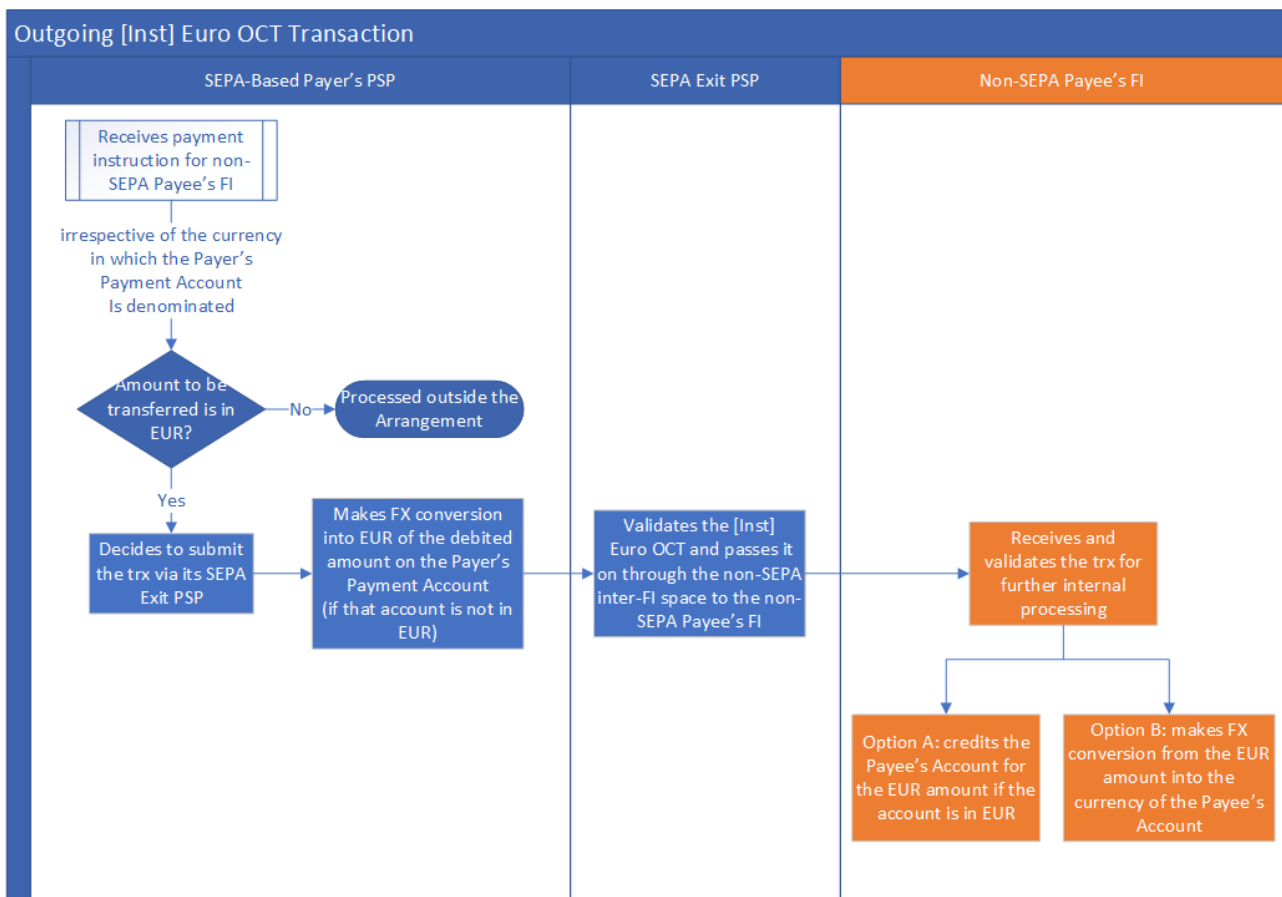 Outgoing [Inst] Euro OCT Transaction
SEPA-Based Payer's PSP
SEPA Exit PSP
Non-SEPA Payee's FI
Receives payment
instruction for non-
SEPA Payee's FI
irrespective of the currency
in which the Payer's
Payment Account
Is denominated
Amount to be
transferred is in
EUR?
No
Processed outside the
Arrangement
Yes
Decides to submit
the trx via its SEPA
Exit PSP
Makes FX conversion
into EUR of the debited
amount on the Payer's
Payment Account
(if that account is not in
EUR)
Validates the [Inst]
Euro OCT and passes it
on through the non-SEPA
inter-FI space to the non-
SEPA Payee's FI
Receives and
validates the trx for
further internal
processing
Option A: credits the
Payee's Account for
the EUR amount if the
account is in EUR
Option B: makes FX
conversion from the EUR
amount into the
currency of the Payee's
Account